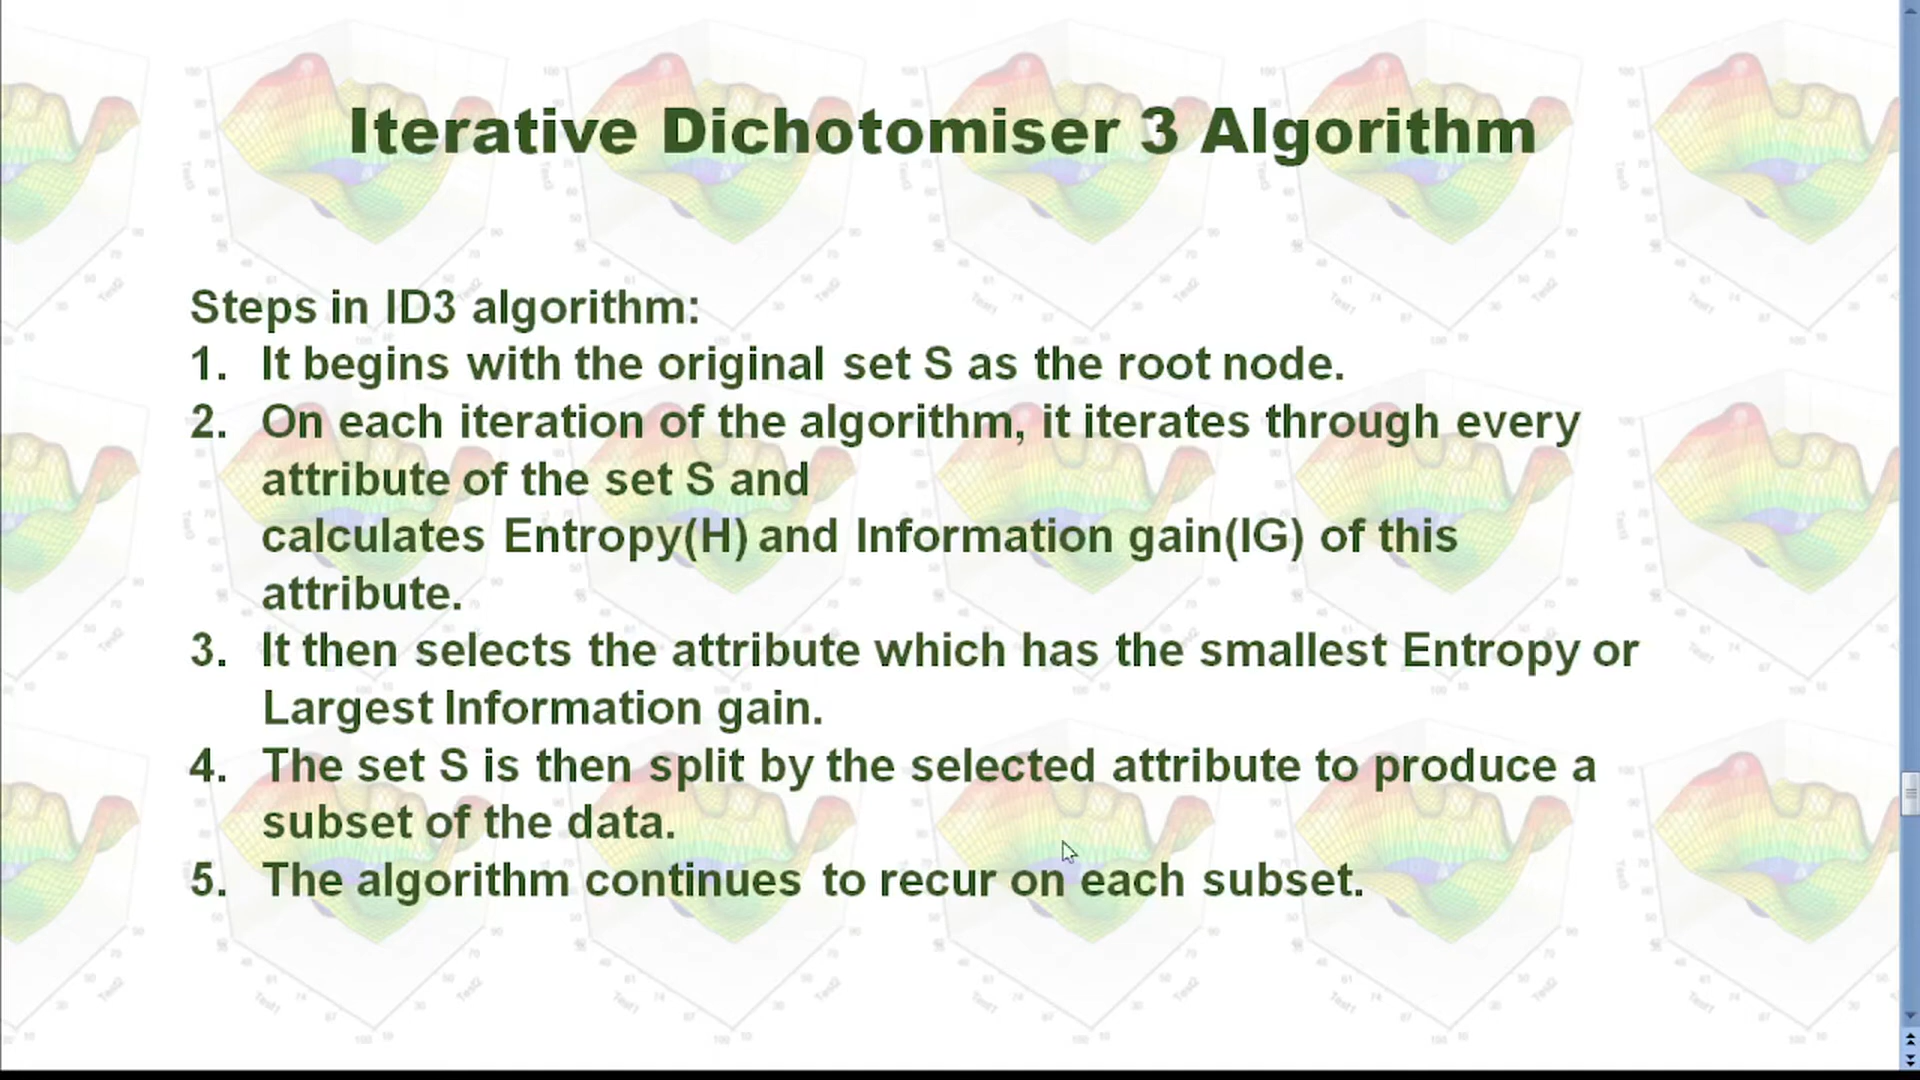 Iterative Dichotomiser 3 Algorithm
Steps in ID3 algorithm:
1. It begins with the original set S as the root node.
2. On each iteration of the algorithm, it iterates through every
attribute of the set S and
calculates Entropy(H) and Information gain(IG) of this
attribute.
3. It then selects the attribute which has the smallest Entropy or
Largest Information gain.
4. The set S is then split by the selected attribute to produce a
subset of the data.
5. The algorithm continues to recur on each subset.